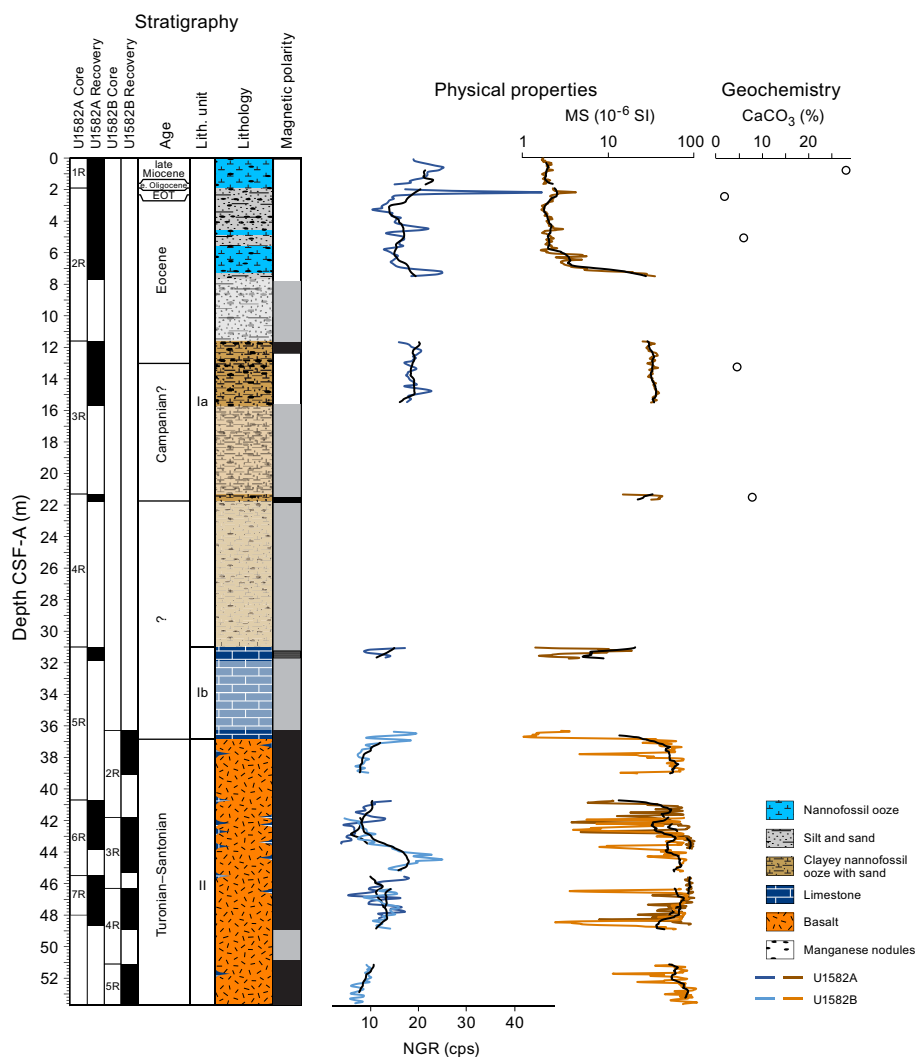 Stratigraphy
U1582A Core
U1582A Recovery
U1582B Core
U1582B Recovery
Age
Lith. unit
Lithology
Magnetic polarity
Physical properties
Geochemistry
MS (10-6 SI)
CaCO3 (%)
1 10 100
0 10 20
Depth CSF-A (m)
0
2
4
6
8
10
12
14
16
18
20
22
24
26
28
30
32
34
36
38
40
42
44
46
48
50
52
1R
2R
3R
4R
5R
6R
7R
2R
3R
4R
5R
late
Miocene
e. Oligocene
EOT
Eocene
Campanian?
?
Turonian–Santonian
Ia
Ib
II
Nannofossil ooze
Silt and sand
Clayey nannofossil
ooze with sand
Limestone
Basalt
Manganese nodules
U1582A
U1582B
10 20 30 40
NGR (cps)